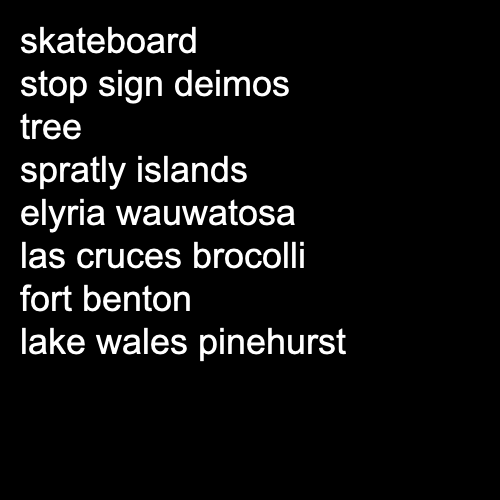 skateboard
stop sign deimos
tree
spratly islands
elyria wauwatosa
las cruces brocolli
fort benton
lake wales pinehurst